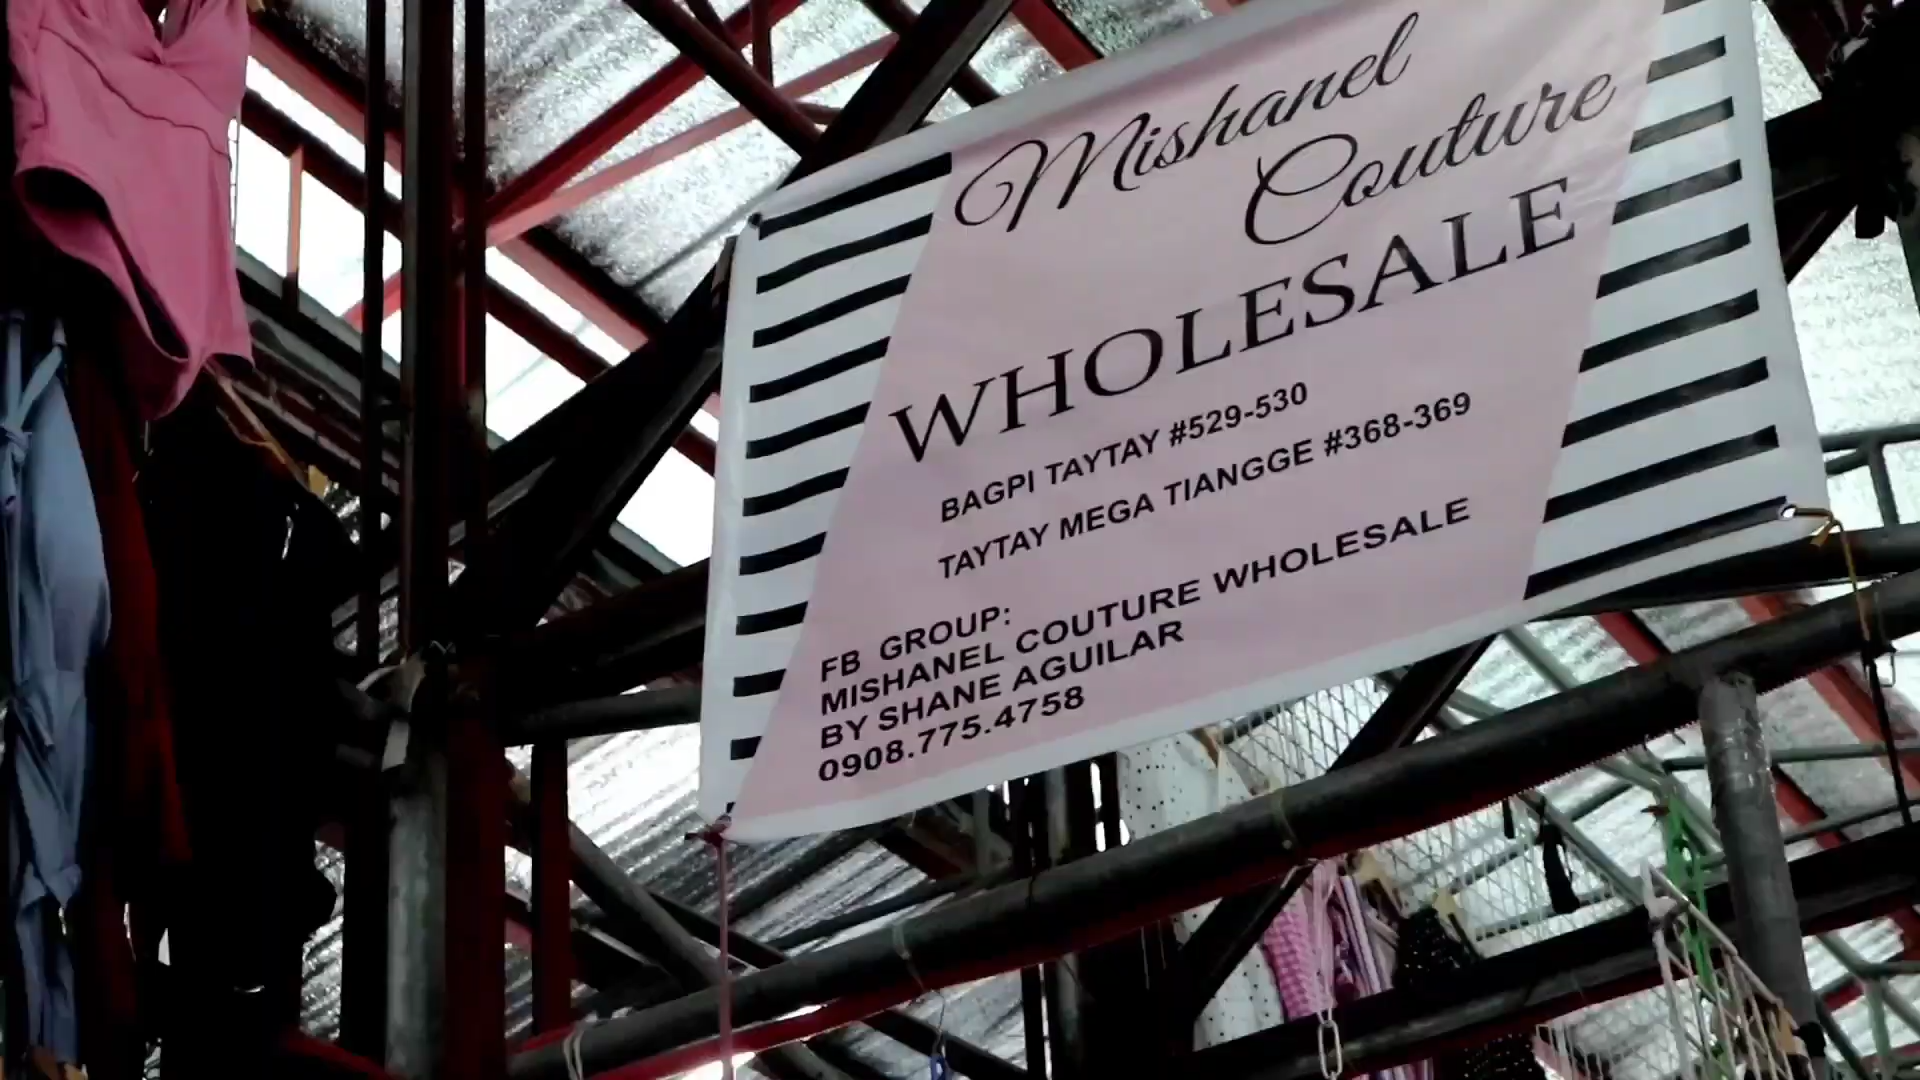 Mishanel
Couture
WHOLESALE
BAGPI TAYTAY #529-530
TAYTAY MEGA TIANGGE #368-369
FB GROUP:
MISHANEL COUTURE WHOLESALE
BY SHANE AGUILAR
0908.775.4758